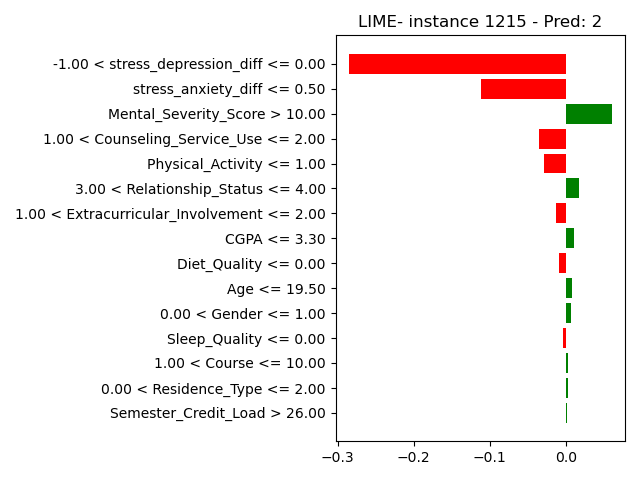 LIME- instance 1215 - Pred: 2
-1.00 < stress_depression_diff <= 0.00
stress_anxiety_diff <= 0.50
Mental_Severity_Score > 10.00
1.00 < Counseling_Service_Use <= 2.00
Physical_Activity <= 1.00
3.00 < Relationship_Status <= 4.00
1.00 < Extracurricular_Involvement <= 2.00
CGPA <= 3.30
Diet_Quality <= 0.00
Age <= 19.50
0.00 < Gender <= 1.00
Sleep_Quality <= 0.00
1.00 < Course <= 10.00
0.00 < Residence_Type <= 2.00
Semester_Credit_Load > 26.00
−0.3 −0.2 −0.1 0.0